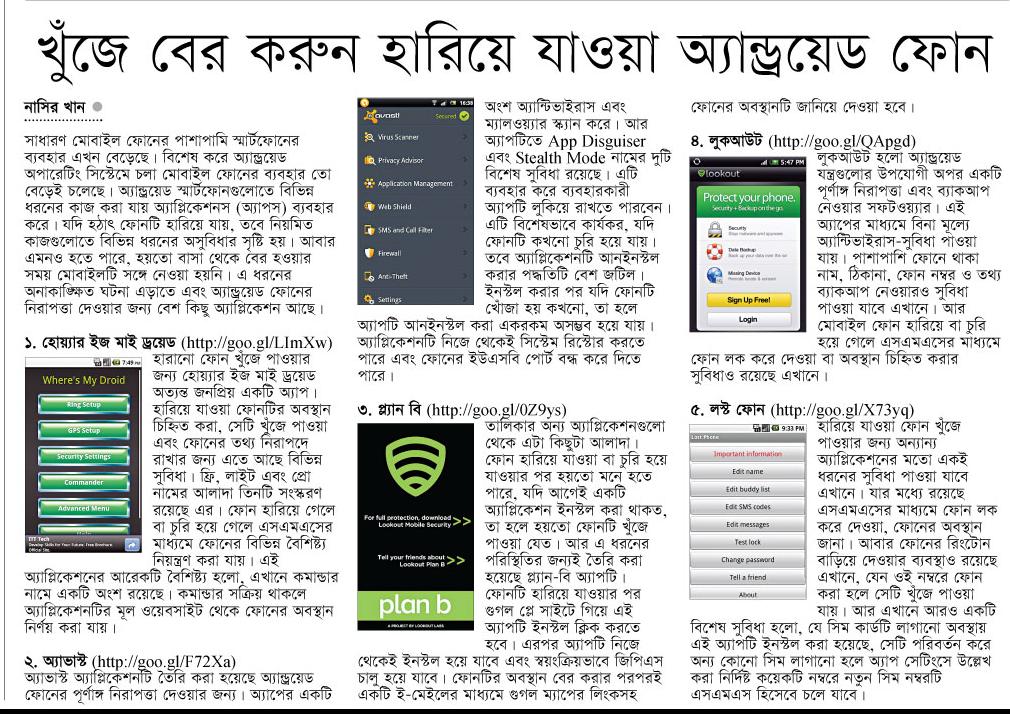 খুঁজে বের করুন হারিয়ে যাওয়া অ্যান্ড্রয়েড ফোন
নাসির খান ●
সাধারণ মোবাইল ফোনের পাশাপামি স্মার্টফোনের
ব্যবহার এখন বেড়েছে। বিশেষ করে অ্যান্ড্রয়েড
অপারেটিং সিস্টেমে চলা মোবাইল ফোনের ব্যবহার তো
বেড়েই চলেছে। অ্যান্ড্রয়েড স্মার্টফোনগুলোতে বিভিন্ন
ধরনের কাজ করা যায় অ্যাপ্লিকেশনস (অ্যাপস) ব্যবহার
করে। যদি হঠাৎ ফোনটি হারিয়ে যায়, তবে নিয়মিত
কাজগুলোতে বিভিন্ন ধরনের অসুবিধার সৃষ্টি হয়। আবার
এমনও হতে পারে, হয়তো বাসা থেকে বের হওয়ার
সময় মোবাইলটি সঙ্গে নেওয়া হয়নি। এ ধরনের
অনাকাঙ্ক্ষিত ঘটনা এড়াতে এবং অ্যান্ড্রয়েড ফোনের
নিরাপত্তা দেওয়ার জন্য বেশ কিছু অ্যাপ্লিকেশন আছে।
১. হোয়্যার ইজ মাই ড্রয়েড (http://goo.gl/LImXw)
7:49 PM
Where's My Droid
Ring Setup
GPS Setup
Security Settings
Commander
Advanced Menu
ITT Tech
Develop Skills for Your Future. Free Brochure.
Official Site.
হারানো ফোন খুঁজে পাওয়ার
জন্য হোয়্যার ইজ মাই ড্রয়েড
অত্যন্ত জনপ্রিয় একটি অ্যাপ।
হারিয়ে যাওয়া ফোনটির অবস্থান
চিহ্নিত করা, সেটি খুঁজে পাওয়া
এবং ফোনের তথ্য নিরাপদে
রাখার জন্য এতে আছে বিভিন্ন
সুবিধা। ফ্রি, লাইট এবং প্রো
নামের আলাদা তিনটি সংস্করণ
রয়েছে এর। ফোন হারিয়ে গেলে
বা চুরি হয়ে গেলে এসএমএসের
মাধ্যমে ফোনের বিভিন্ন বৈশিষ্ট্য
নিয়ন্ত্রণ করা যায়। এই
অ্যাপ্লিকেশনের আরেকটি বৈশিষ্ট্য হলো, এখানে কমান্ডার
নামে একটি অংশ রয়েছে। কমান্ডার সক্রিয় থাকলে
অ্যাপ্লিকেশনটির মূল ওয়েবসাইট থেকে ফোনের অবস্থান
নির্ণয় করা যায়।
২. অ্যাভাস্ট (http://goo.gl/F72Xa)
অ্যাভাস্ট অ্যাপ্লিকেশনটি তৈরি করা হয়েছে অ্যান্ড্রয়েড
ফোনের পূর্ণাঙ্গ নিরাপত্তা দেওয়ার জন্য। অ্যাপের একটি
16:38
avast!
Secured
Virus Scanner
Privacy Advisor
Application Management
Web Shield
SMS and Call Filter
Firewall
Anti-Theft
Settings
অংশ অ্যান্টিভাইরাস এবং
ম্যালওয়্যার স্ক্যান করে। আর
অ্যাপটিতে App Disguiser
এবং Stealth Mode নামের দুটি
বিশেষ সুবিধা রয়েছে। এটি
ব্যবহার করে ব্যবহারকারী
অ্যাপটি লুকিয়ে রাখতে পারবেন।
এটি বিশেষভাবে কার্যকর, যদি
ফোনটি কখনো চুরি হয়ে যায়।
তবে অ্যাপ্লিকেশনটি আনইনস্টল
করার পদ্ধতিটি বেশ জটিল।
ইনস্টল করার পর যদি ফোনটি
খোঁজা হয় কখনো, তা হলে
অ্যাপটি আনইনস্টল করা একরকম অসম্ভব হয়ে যায়।
অ্যাপ্লিকেশনটি নিজে থেকেই সিস্টেম রিস্টোর করতে
পারে এবং ফোনের ইউএসবি পোর্ট বন্ধ করে দিতে
পারে।
৩. প্ল্যান বি (http://goo.gl/0Z9ys)
For full protection, download
Lookout Mobile Security >>
Tell your friends about
Lookout Plan B >>
plan b
A PROJECT BY LOOKOUT LABS
তালিকার অন্য অ্যাপ্লিকেশনগুলো
থেকে এটা কিছুটা আলাদা।
ফোন হারিয়ে যাওয়া বা চুরি হয়ে
যাওয়ার পর হয়তো মনে হতে
পারে, যদি আগেই একটি
অ্যাপ্লিকেশন ইনস্টল করা থাকত,
তা হলে হয়তো ফোনটি খুঁজে
পাওয়া যেত। আর এ ধরনের
পরিস্থিতির জন্যই তৈরি করা
হয়েছে প্ল্যান-বি অ্যাপটি।
ফোনটি হারিয়ে যাওয়ার পর
গুগল প্লে সাইটে গিয়ে এই
অ্যাপটি ইনস্টল ক্লিক করতে
হবে। এরপর অ্যাপটি নিজে
থেকেই ইনস্টল হয়ে যাবে এবং স্বয়ংক্রিয়ভাবে জিপিএস
চালু হয়ে যাবে। ফোনটির অবস্থান বের করার পরপরই
একটি ই-মেইলের মাধ্যমে গুগল ম্যাপের লিংকসহ
ফোনের অবস্থানটি জানিয়ে দেওয়া হবে।
৪. লুকআউট (http://goo.gl/QApgd)
5:47 PM
lookout
Protect your phone.
Security + Backup on the go.
Security
Stop malware and spyware
Data Backup
Back up your data over the air
Missing Device
Remote locate & scream
Sign Up Free!
Login
লুকআউট হলো অ্যান্ড্রয়েড
যন্ত্রগুলোর উপযোগী অপর একটি
পূর্ণাঙ্গ নিরাপত্তা এবং ব্যাকআপ
নেওয়ার সফটওয়্যার। এই
অ্যাপের মাধ্যমে বিনা মূল্যে
অ্যান্টিভাইরাস-সুবিধা পাওয়া
যায়। পাশাপাশি ফোনে থাকা
নাম, ঠিকানা, ফোন নম্বর ও তথ্য
ব্যাকআপ নেওয়ারও সুবিধা
পাওয়া যাবে এখানে। আর
মোবাইল ফোন হারিয়ে বা চুরি
হয়ে গেলে এসএমএসের মাধ্যমে
ফোন লক করে দেওয়া বা অবস্থান চিহ্নিত করার
সুবিধাও রয়েছে এখানে।
৫. লস্ট ফোন (http://goo.gl/X73yq)
9:33 PM
Lost Phone
Important information
Edit name
Edit buddy list
Edit SMS codes
Edit messages
Test lock
Change password
Tell a friend
About
হারিয়ে যাওয়া ফোন খুঁজে
পাওয়ার জন্য অন্যান্য
অ্যাপ্লিকেশনের মতো একই
ধরনের সুবিধা পাওয়া যাবে
এখানে। যার মধ্যে রয়েছে
এসএমএসের মাধ্যমে ফোন লক
করে দেওয়া, ফোনের অবস্থান
জানা। আবার ফোনের রিংটোন
বাড়িয়ে দেওয়ার ব্যবস্থাও রয়েছে
এখানে, যেন ওই নম্বরে ফোন
করা হলে সেটি খুঁজে পাওয়া
যায়। আর এখানে আরও একটি
বিশেষ সুবিধা হলো, যে সিম কার্ডটি লাগানো অবস্থায়
এই অ্যাপটি ইনস্টল করা হয়েছে, সেটি পরিবর্তন করে
অন্য কোনো সিম লাগানো হলে অ্যাপ সেটিংসে উল্লেখ
করা নির্দিষ্ট কয়েকটি নম্বরে নতুন সিম নম্বরটি
এসএমএস হিসেবে চলে যাবে।